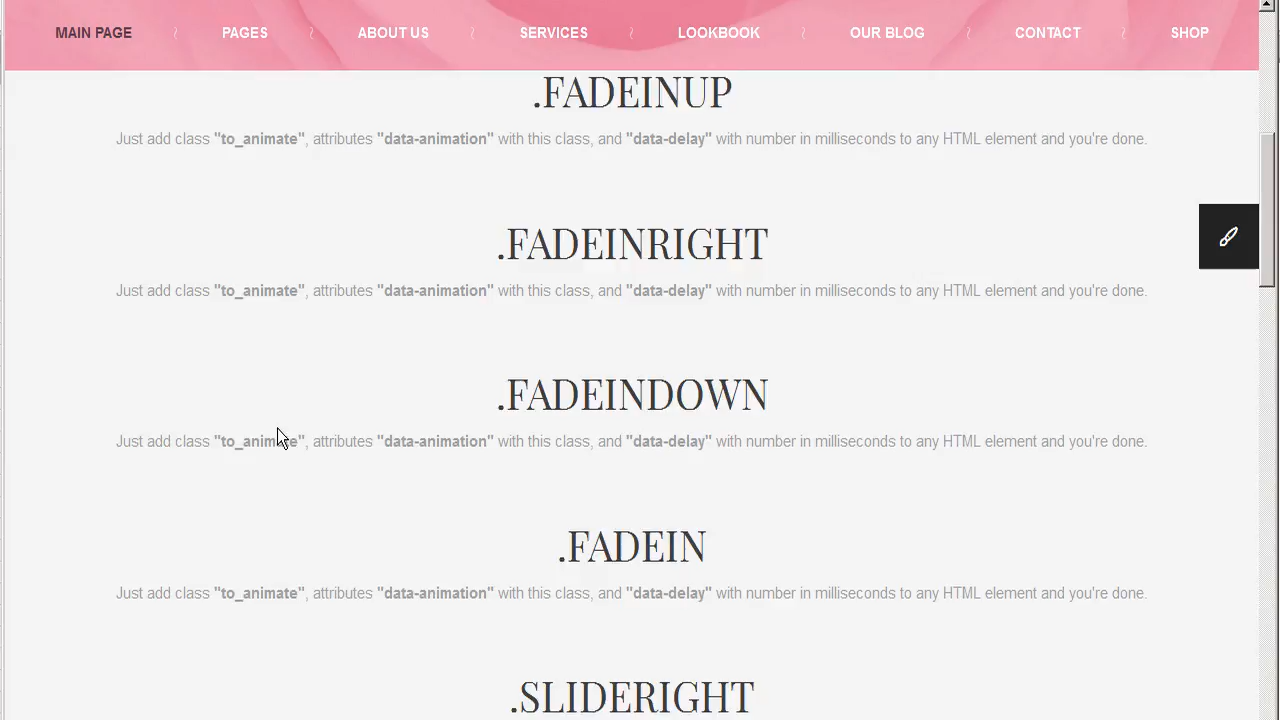 MAIN PAGE PAGES ABOUT US SERVICES LOOKBOOK OUR BLOG CONTACT SHOP
.FADEINUP
Just add class "to_animate", attributes "data-animation" with this class, and "data-delay" with number in milliseconds to any HTML element and you're done.
.FADEINRIGHT
Just add class "to_animate", attributes "data-animation" with this class, and "data-delay" with number in milliseconds to any HTML element and you're done.
.FADEINDOWN
Just add class "to_animate", attributes "data-animation" with this class, and "data-delay" with number in milliseconds to any HTML element and you're done.
.FADEIN
Just add class "to_animate", attributes "data-animation" with this class, and "data-delay" with number in milliseconds to any HTML element and you're done.
.SLIDERIGHT